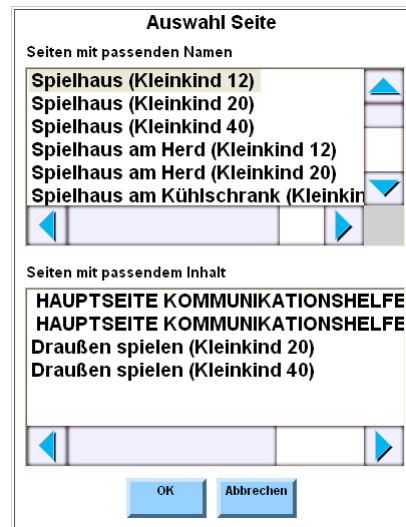 Auswahl Seite
Seiten mit passenden Namen
Spielhaus (Kleinkind 12)
Spielhaus (Kleinkind 20)
Spielhaus (Kleinkind 40)
Spielhaus am Herd (Kleinkind 12)
Spielhaus am Herd (Kleinkind 20)
Spielhaus am Kühlschrank (Kleinkin
Seiten mit passendem Inhalt
HAUPTSEITE KOMMUNIKATIONSHELFE
HAUPTSEITE KOMMUNIKATIONSHELFE
Draußen spielen (Kleinkind 20)
Draußen spielen (Kleinkind 40)
OK
Abbrechen